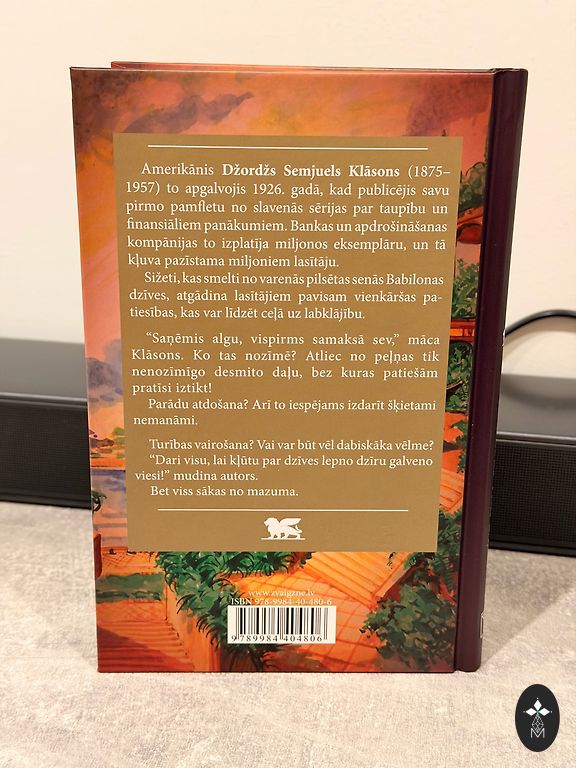 Amerikānis Džordžs Semjuels Klāsons (1875–
1957) to apgalvojis 1926. gadā, kad publicējis savu
pirmo pamfletu no slavenās sērijas par taupību un
finansiāliem panākumiem. Bankas un apdrošināšanas
kompānijas to izplatīja miljonos eksemplāru, un tā
kļuva pazīstama miljoniem lasītāju.
Sižeti, kas smelti no varenās pilsētas senās Babilonas
dzīves, atgādina lasītājiem pavisam vienkāršas pa-
tiesības, kas var līdzēt ceļā uz labklājību.
“Saņēmis algu, vispirms samaksā sev,” māca
Klāsons. Ko tas nozīmē? Atliec no peļņas tik
nenozīmīgo desmito daļu, bez kuras patiešām
pratīsi iztikt!
Parādu atdošana? Arī to iespējams izdarīt šķietami
nemanāmi.
Turības vairošana? Vai var būt vēl dabiskāka vēlme?
“Dari visu, lai kļūtu par dzīves lepno dzīru galveno
viesi!” mudina autors.
Bet viss sākas no mazuma.
www.zvaigzne.lv
ISBN 978-9984-40-480-6
9789984404806
M